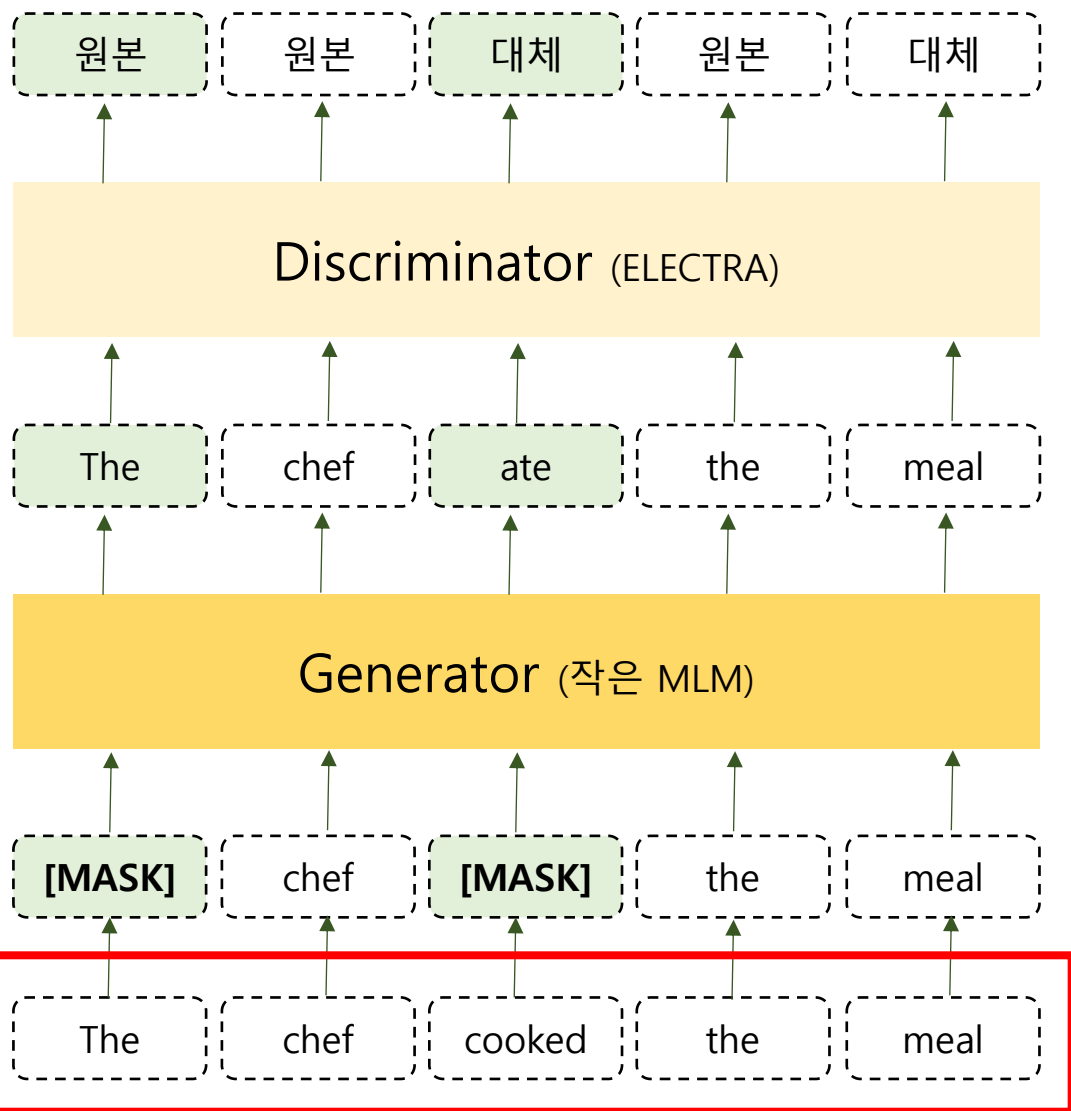 원본 원본 대체 원본 대체
Discriminator (ELECTRA)
The chef ate the meal
Generator (작은 MLM)
[MASK] chef [MASK] the meal
The chef cooked the meal